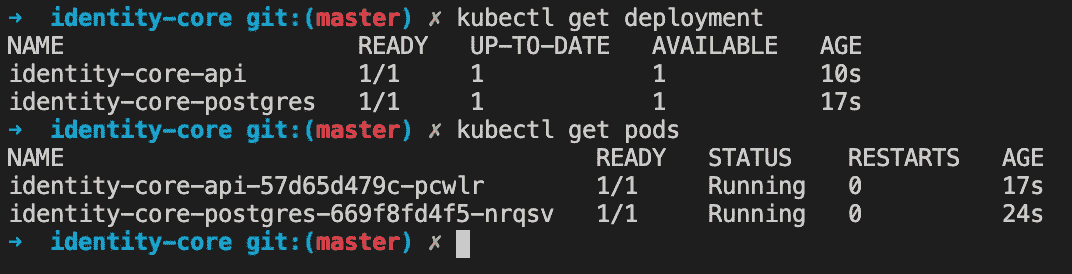 ➜  identity-core git:(master) ✗ kubectl get deployment
NAME                     READY   UP-TO-DATE   AVAILABLE   AGE
identity-core-api        1/1     1            1           10s
identity-core-postgres   1/1     1            1           17s
➜  identity-core git:(master) ✗ kubectl get pods
NAME                                      READY   STATUS    RESTARTS   AGE
identity-core-api-57d65d479c-pcwlr        1/1     Running   0          17s
identity-core-postgres-669f8fd4f5-nrqsv   1/1     Running   0          24s
➜  identity-core git:(master) ✗